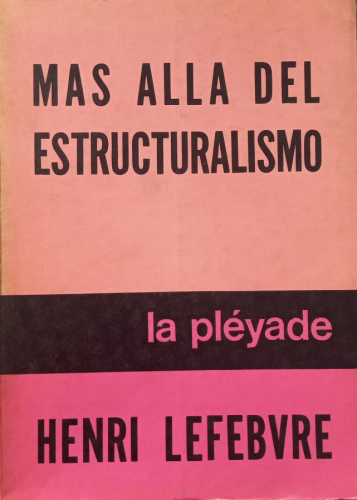 MAS ALLA DEL
ESTRUCTURALISMO
la pléyade
HENRI LEFEBVRE